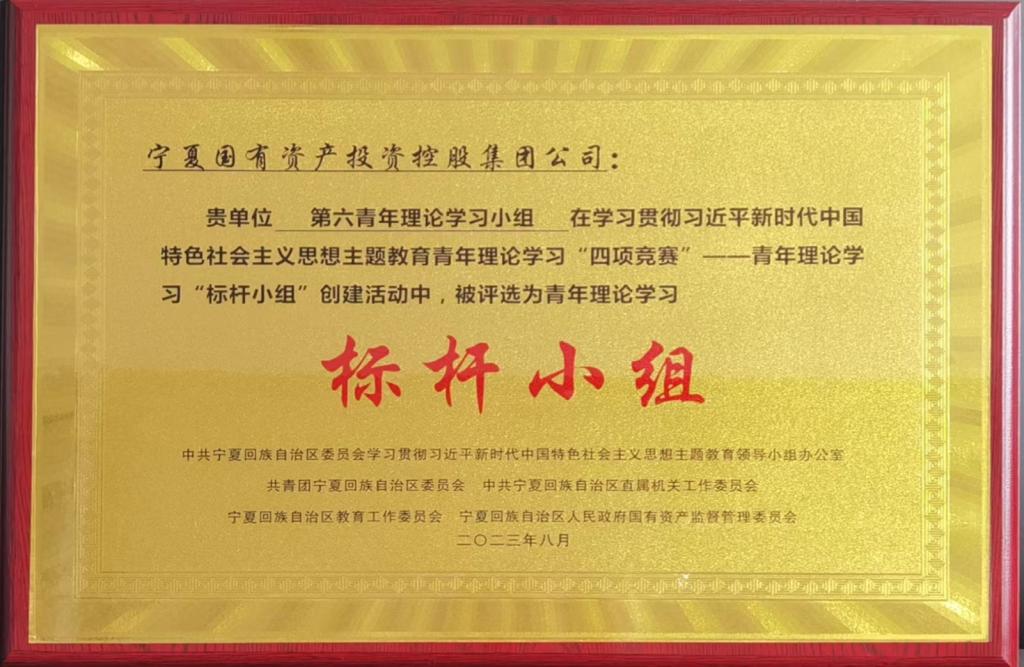 宁夏国有资产投资控股集团公司：
贵单位 第六青年理论学习小组 在学习贯彻习近平新时代中国
特色社会主义思想主题教育青年理论学习“四项竞赛”——青年理论学
习“标杆小组”创建活动中，被评选为青年理论学习
标杆小组
中共宁夏回族自治区委员会学习贯彻习近平新时代中国特色社会主义思想主题教育领导小组办公室
共青团宁夏回族自治区委员会 中共宁夏回族自治区直属机关工作委员会
宁夏回族自治区教育工作委员会 宁夏回族自治区人民政府国有资产监督管理委员会
二〇二三年八月